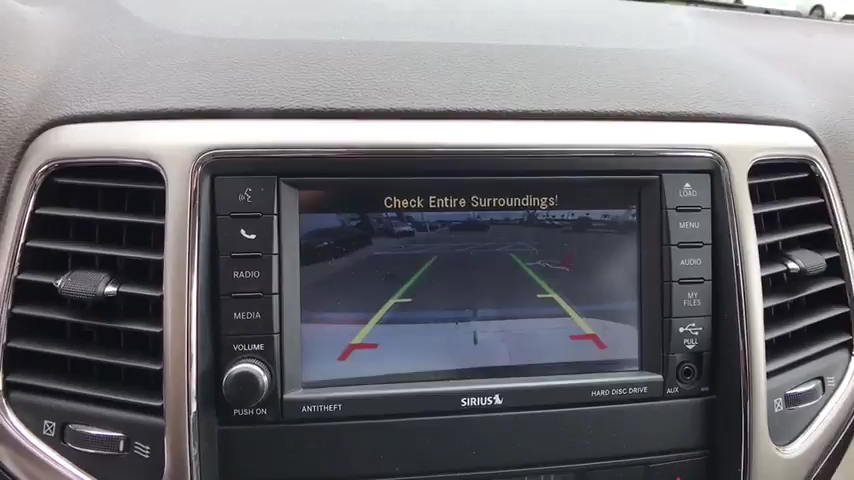 Check Entire Surroundings!
RADIO
MEDIA
VOLUME
PUSH ON
LOAD
MENU
AUDIO
MY
FILES
PULL
AUX
ANTITHEFT
SIRIUS
HARD DISC DRIVE